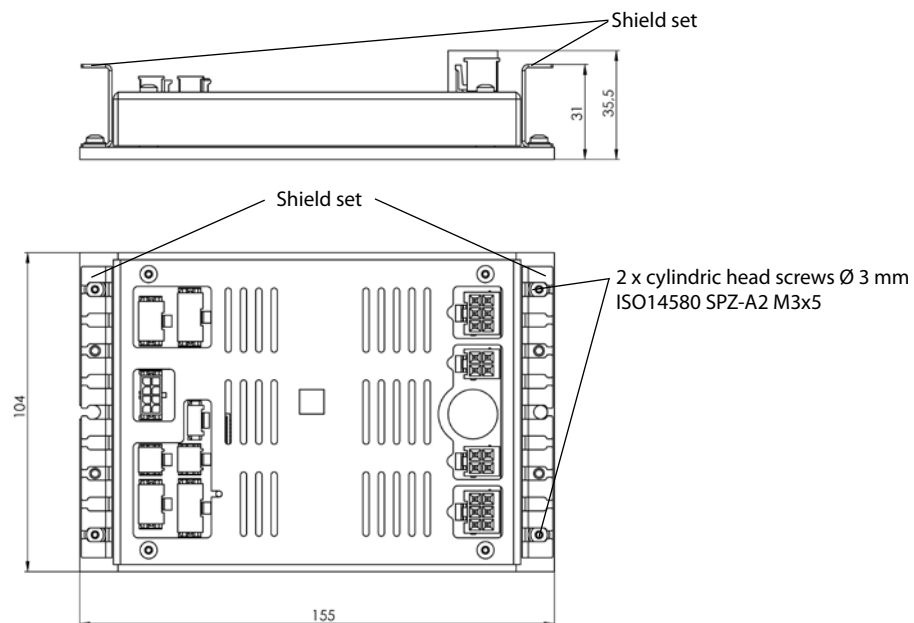 Shield set
31
35.5
Shield set
2 x cylindric head screws Ø 3 mm
ISO14580 SPZ-A2 M3x5
104
155